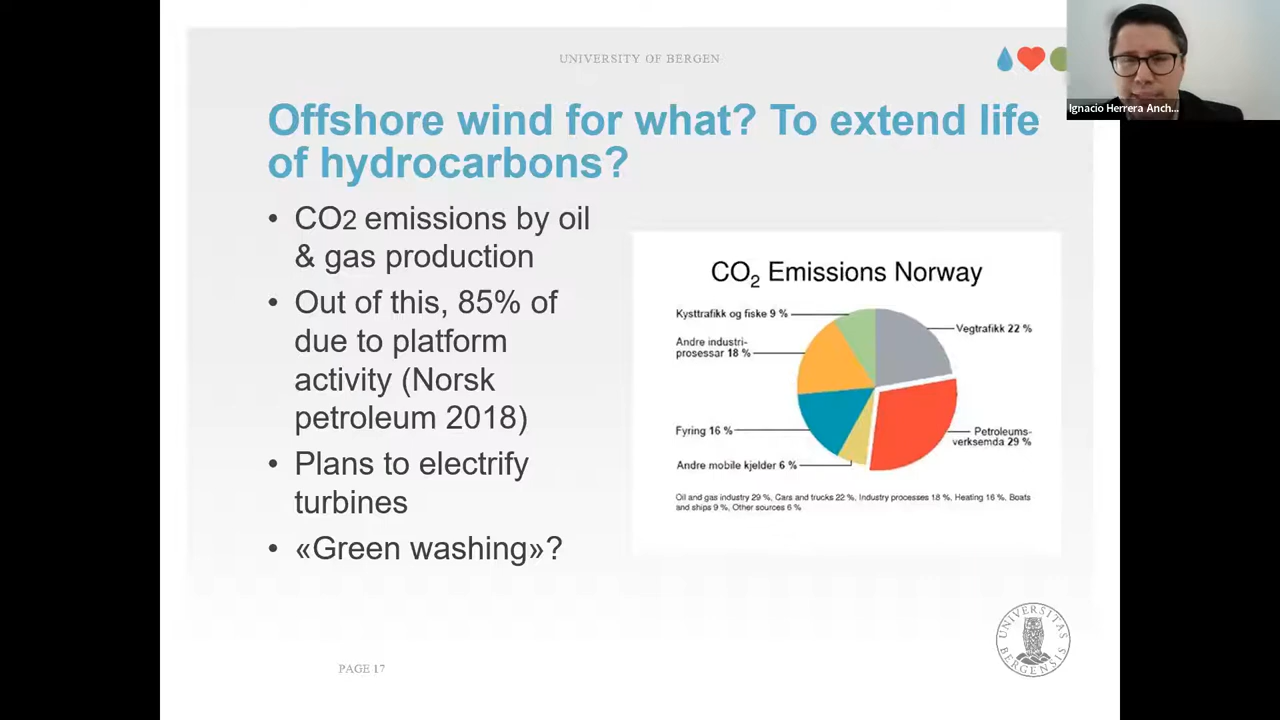 UNIVERSITY OF BERGEN
Ignacio Herrera Anch...
Offshore wind for what? To extend life
of hydrocarbons?
• CO2 emissions by oil
& gas production
• Out of this, 85% of
due to platform
activity (Norsk
petroleum 2018)
• Plans to electrify
turbines
• «Green washing»?
CO₂ Emissions Norway
Kysttrafikk og fiske 9 %
Vegtrafikk 22 %
Andre industri-
prosessar 18 %
Fyring 16 %
Petroleums-
verksemda 29 %
Andre mobile kjelder 6 %
Oil and gas industry 29 %, Cars and trucks 22 %, Industry processes 18 %, Heating 16 %, Boats
and ships 9 %, Other sources 6 %
UNIVERSITAS
BERGENSIS
PAGE 17